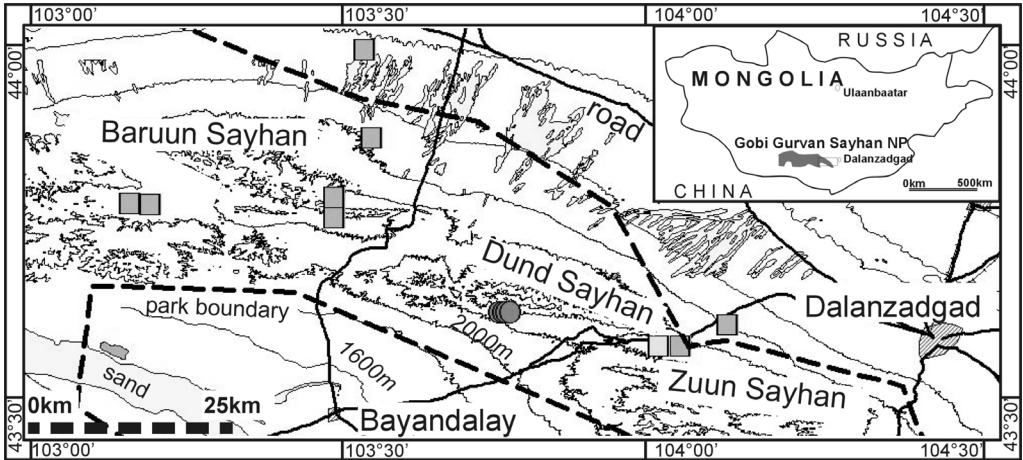 103°00'
103°30'
104°00'
104°30'
44°00'
44°00'
RUSSIA
MONGOLIA
Ulaanbaatar
Gobi Gurvan Sayhan NP
Dalanzadgad
CHINA
0km 500km
road
Baruun Sayhan
Dund Sayhan
Dalanzadgad
park boundary
2000m
1600m
sand
Zuun Sayhan
0km 25km
Bayandalay
43°30'
43°30'
103°00'
103°30'
104°00'
104°30'